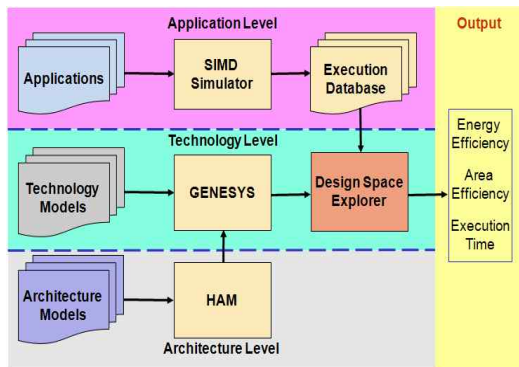 Application Level
Output
Applications
SIMD
Simulator
Execution
Database
Technology Level
Technology
Models
GENESYS
Design Space
Explorer
Energy
Efficiency
Area
Efficiency
Execution
Time
Architecture
Models
HAM
Architecture Level